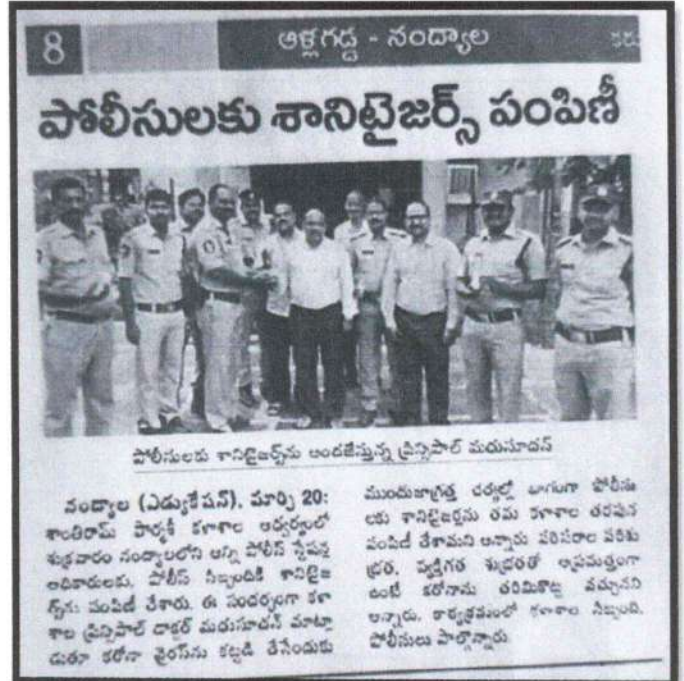 8
ఆళ్లగడ్డ - నంద్యాల
కరు
పోలీసులకు శానిటైజర్స్ పంపిణీ
పోలీసులకు శానిటైజర్స్‌ను అందజేస్తున్న ప్రిన్సిపాల్ మధుసూదన్
నంద్యాల (ఎడ్యుకేషన్), మార్చి 20:
శాంతిరామ్ ఫార్మశీ కళాశాల ఆధ్వర్యంలో
శుక్రవారం నంద్యాలలోని అన్ని పోలీస్ స్టేషన్ల
అధికారులకు, పోలీస్ సిబ్బందికి శానిటైజ
ర్స్‌ను పంపిణీ చేశారు. ఈ సందర్భంగా కళా
శాల ప్రిన్సిపాల్ డాక్టర్ మధుసూదన్ మాట్లా
డుతూ కరోనా వైరస్‌ను కట్టడి చేసేందుకు
ముందుజాగ్రత్త చర్యల్లో భాగంగా పోలీసు
లకు శానిటైజర్లను తమ కళాశాల తరఫున
పంపిణీ చేశామని అన్నారు. పరిసరాల పరిశు
భ్రత, వ్యక్తిగత శుభ్రతతో అప్రమత్తంగా
ఉంటే కరోనాను తరిమికొట్ట వచ్చునని
అన్నారు. కార్యక్రమంలో కళాశాల సిబ్బంది,
పోలీసులు పాల్గొన్నారు.